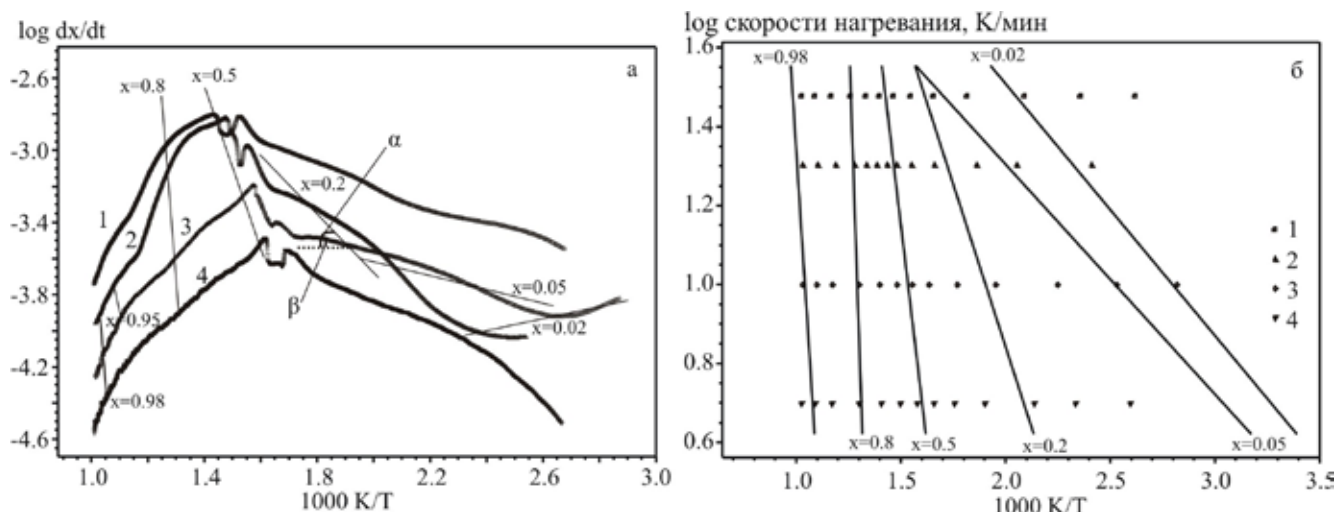 log dx/dt
а
-2.6
-3.0
-3.4
-3.8
-4.2
-4.6
x=0.5
x=0.8
α
x=0.2
1
2
3
4
β
x=0.05
x=0.02
x=0.95
x=0.98
1.0 1.4 1.8 2.2 2.6 3.0
1000 K/T
log скорости нагревания, К/мин
б
1.6
1.4
1.2
1.0
0.8
0.6
x=0.98
x=0.02
1
2
3
4
x=0.8
x=0.5
x=0.2
x=0.05
1.0 1.5 2.0 2.5 3.0 3.5
1000 K/T